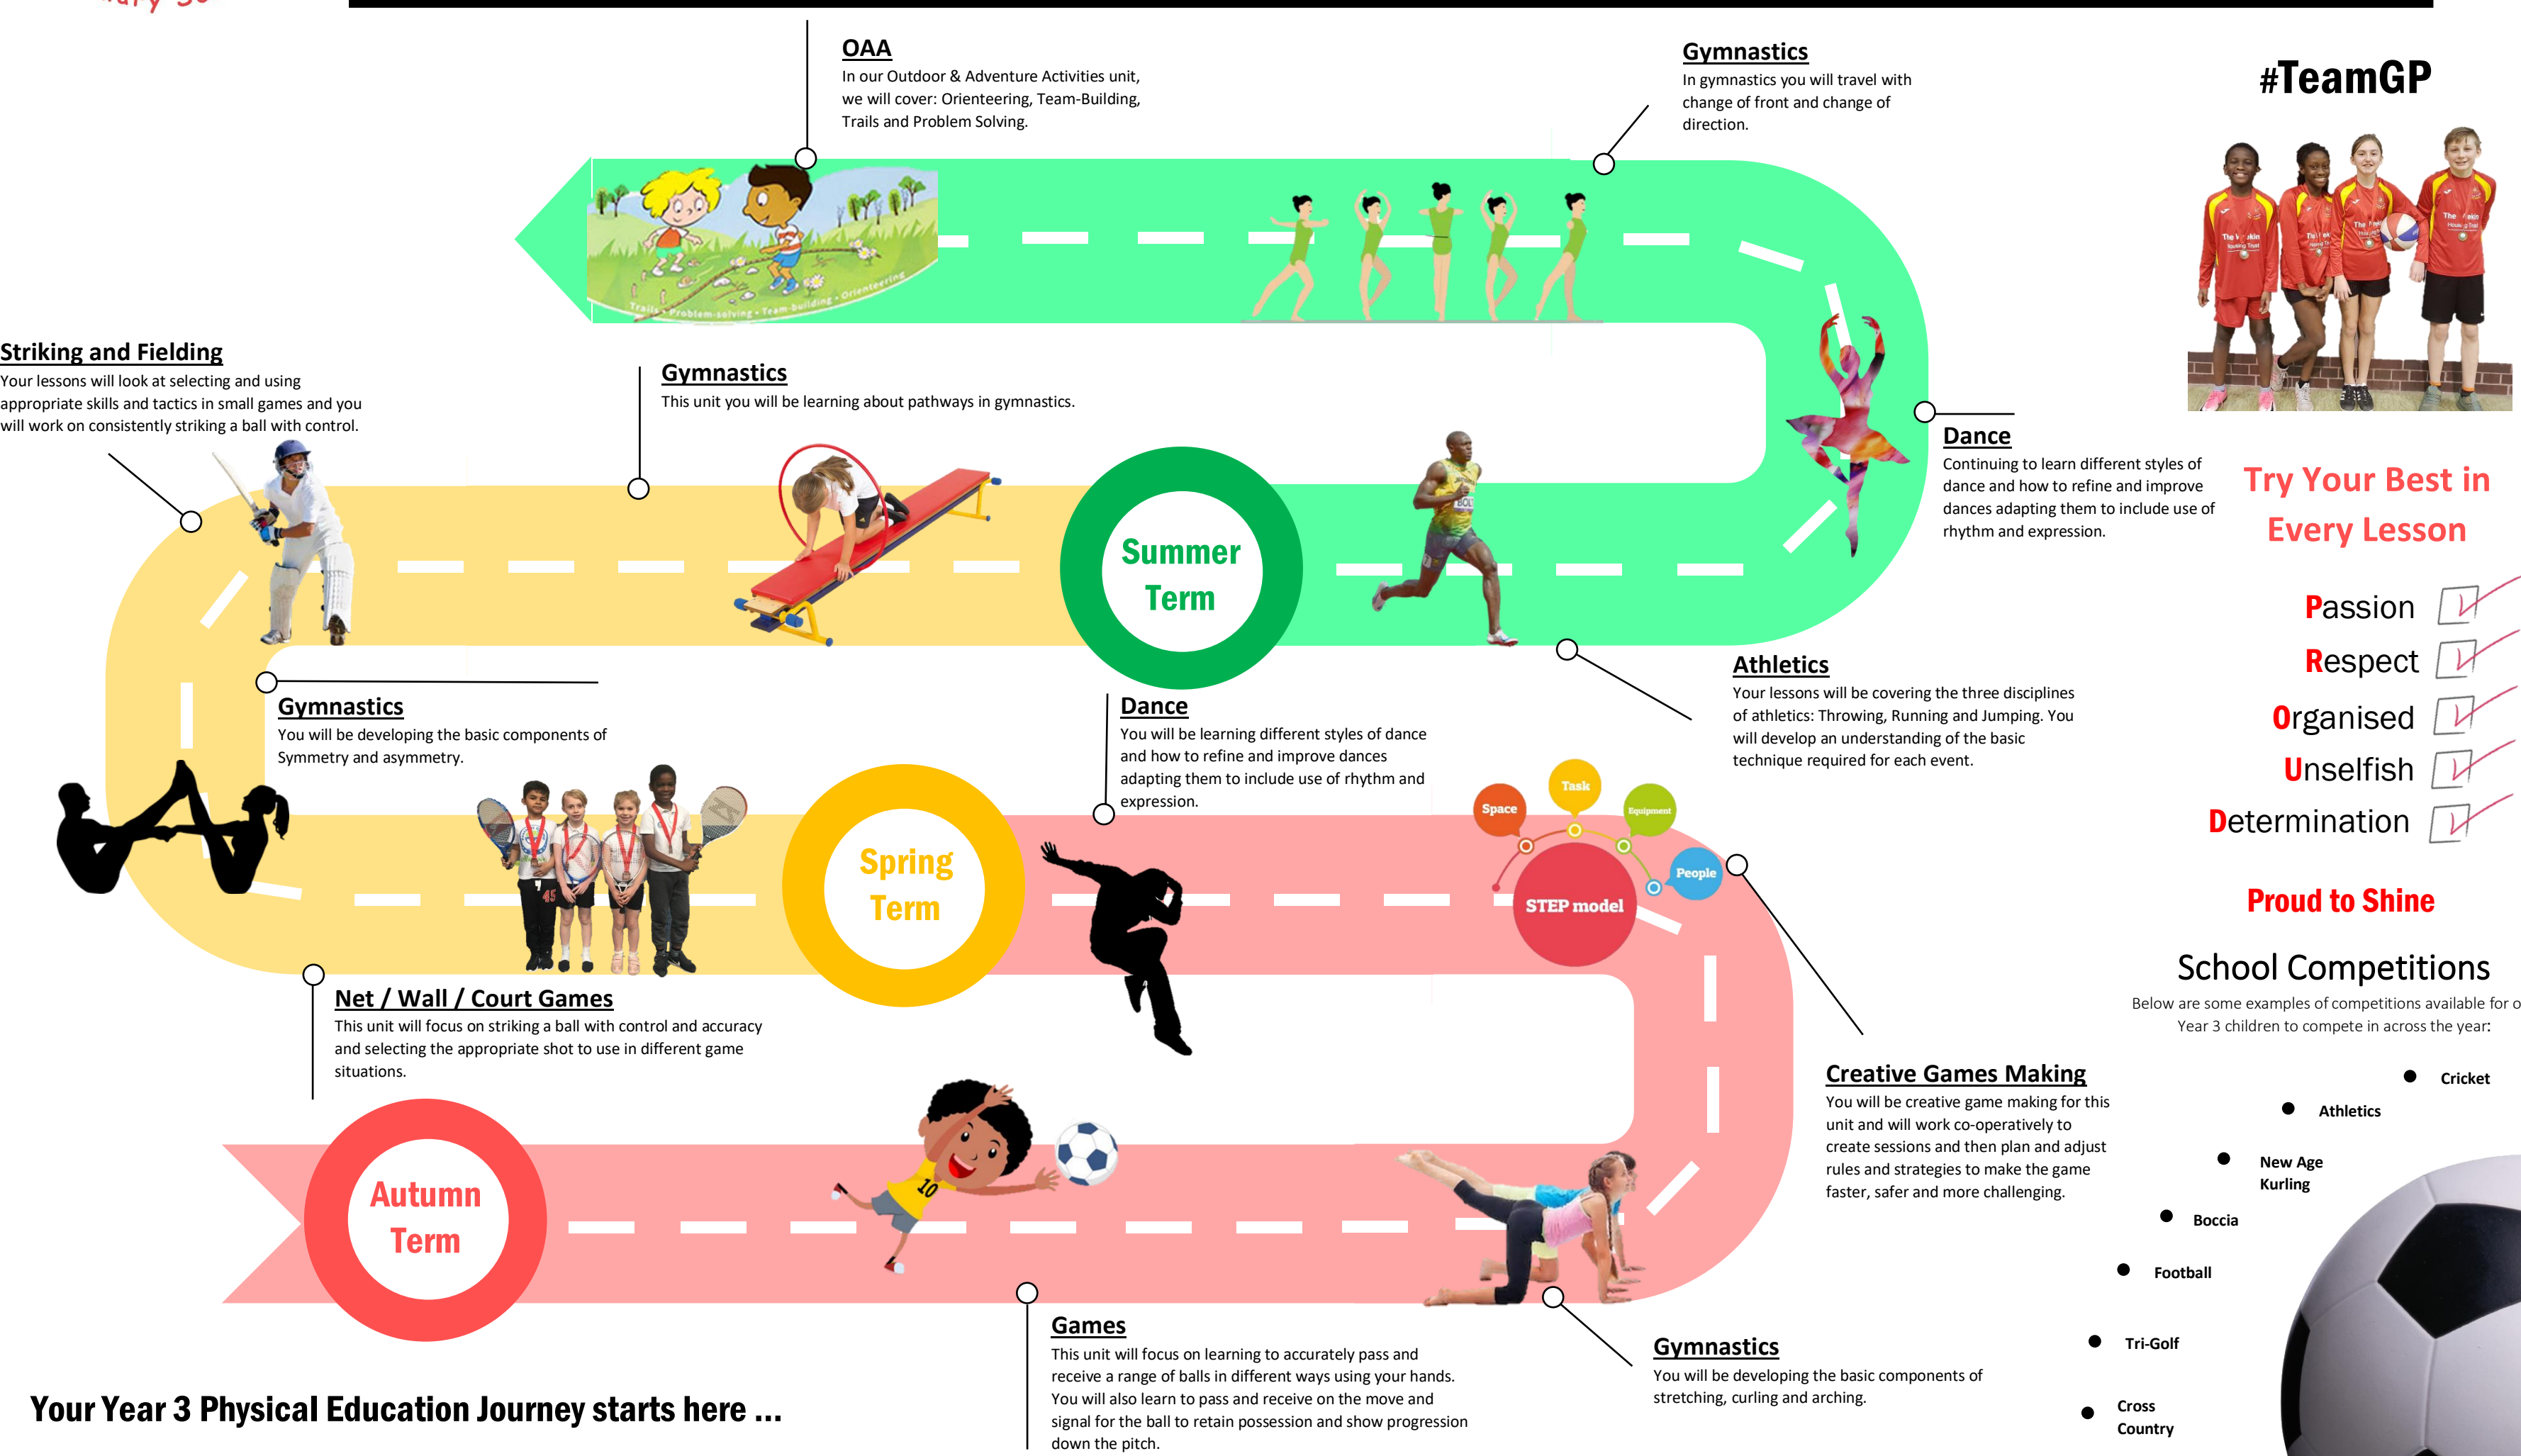 OAA
In our Outdoor & Adventure Activities unit,
we will cover: Orienteering, Team-Building,
Trails and Problem Solving.
Gymnastics
In gymnastics you will travel with
change of front and change of
direction.
#TeamGP
Trails • Problem-solving • Team-building • Orienteering
Striking and Fielding
Your lessons will look at selecting and using
appropriate skills and tactics in small games and you
will work on consistently striking a ball with control.
Gymnastics
This unit you will be learning about pathways in gymnastics.
Dance
Continuing to learn different styles of
dance and how to refine and improve
dances adapting them to include use of
rhythm and expression.
Summer
Term
BOLT
Try Your Best in
Every Lesson
Passion
Respect
Organised
Unselfish
Determination
Proud to Shine
Gymnastics
You will be developing the basic components of
Symmetry and asymmetry.
Dance
You will be learning different styles of dance
and how to refine and improve dances
adapting them to include use of rhythm and
expression.
Athletics
Your lessons will be covering the three disciplines
of athletics: Throwing, Running and Jumping. You
will develop an understanding of the basic
technique required for each event.
Space
Task
Equipment
People
STEP model
Spring
Term
45
Net / Wall / Court Games
This unit will focus on striking a ball with control and accuracy
and selecting the appropriate shot to use in different game
situations.
Creative Games Making
You will be creative game making for this
unit and will work co-operatively to
create sessions and then plan and adjust
rules and strategies to make the game
faster, safer and more challenging.
School Competitions
Below are some examples of competitions available for o
Year 3 children to compete in across the year:
Cricket
Athletics
New Age
Kurling
Boccia
Football
Tri-Golf
Cross
Country
Autumn
Term
10
Games
This unit will focus on learning to accurately pass and
receive a range of balls in different ways using your hands.
You will also learn to pass and receive on the move and
signal for the ball to retain possession and show progression
down the pitch.
Gymnastics
You will be developing the basic components of
stretching, curling and arching.
Your Year 3 Physical Education Journey starts here ...